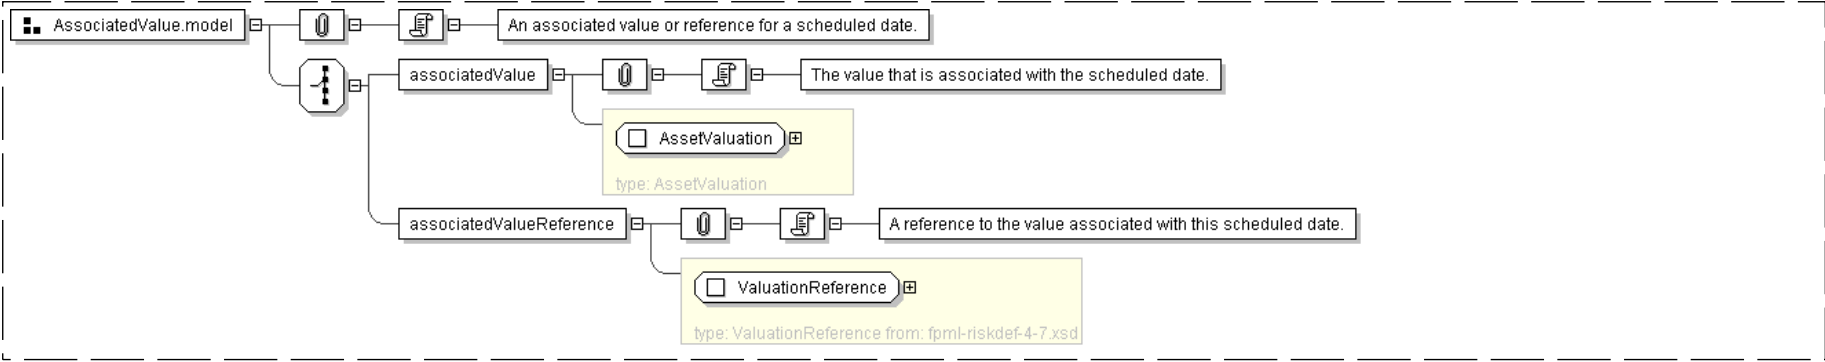 AssociatedValue.model
An associated value or reference for a scheduled date.
associatedValue
The value that is associated with the scheduled date.
AssetValuation
type: AssetValuation
associatedValueReference
A reference to the value associated with this scheduled date.
ValuationReference
type: ValuationReference from: fpml-riskdef-4-7.xsd